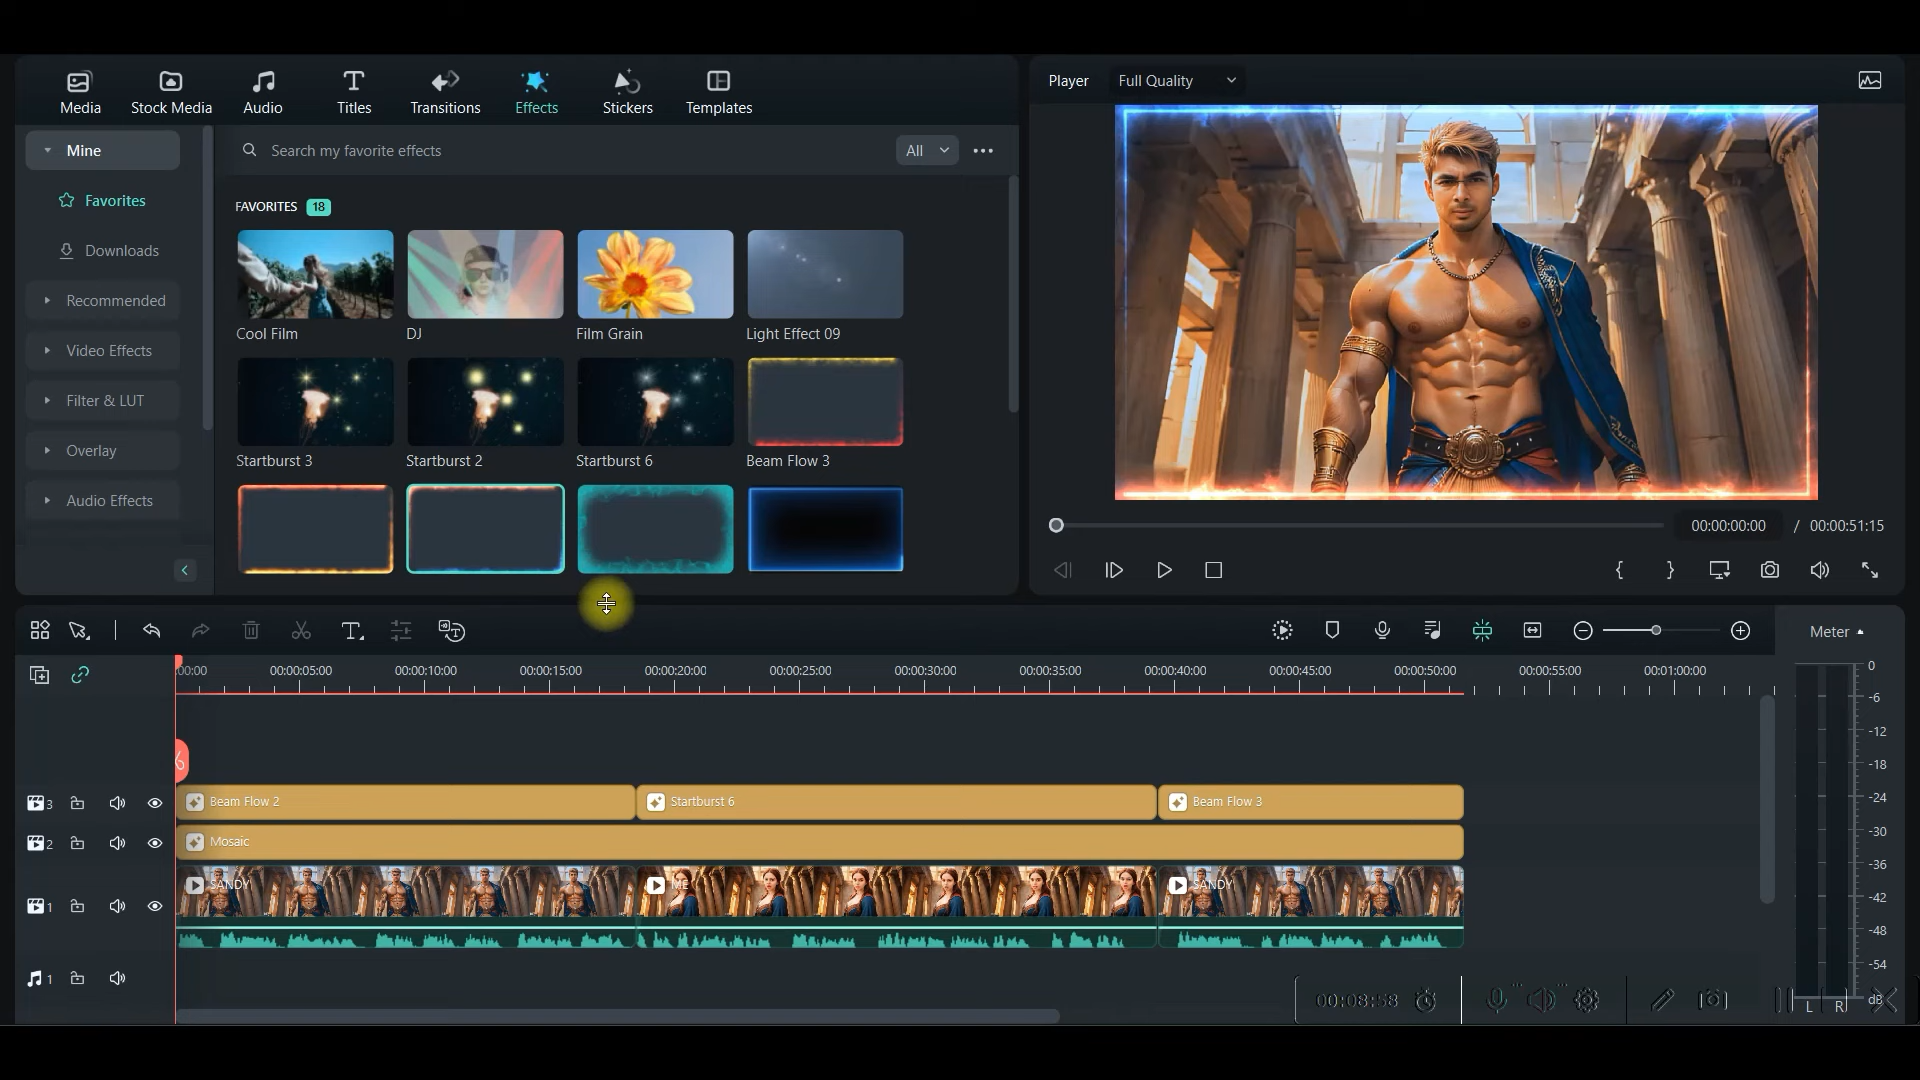 Media
Stock Media
Audio
Titles
Transitions
Effects
Stickers
Templates
Player
Full Quality
Mine
Search my favorite effects
All
Favorites
FAVORITES 18
Downloads
Recommended
Video Effects
Filter & LUT
Overlay
Audio Effects
Cool Film
DJ
Film Grain
Light Effect 09
Startburst 3
Startburst 2
Startburst 6
Beam Flow 3
00:00:00:00 / 00:00:51:15
Meter
:00:00 00:00:05:00 00:00:10:00 00:00:15:00 00:00:20:00 00:00:25:00 00:00:30:00 00:00:35:00 00:00:40:00 00:00:45:00 00:00:50:00 00:00:55:00 00:01:00:00
0
-6
-12
-18
-24
-30
-36
-42
-48
-54
dB
3
Beam Flow 2
Startburst 6
Beam Flow 3
2
Mosaic
1
SANDY
ME
SANDY
1
00:08:58
L R